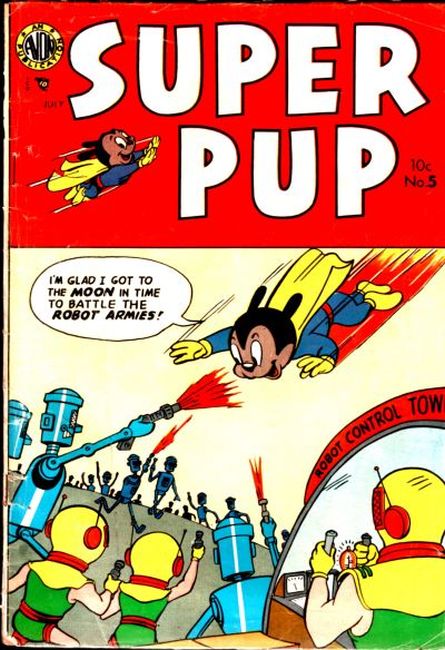 AN
AVON
PUBLICATION
JULY
SUPER
PUP
10c
No.5
I'M GLAD I GOT TO
THE MOON IN TIME
TO BATTLE THE
ROBOT ARMIES!
ROBOT CONTROL TOW